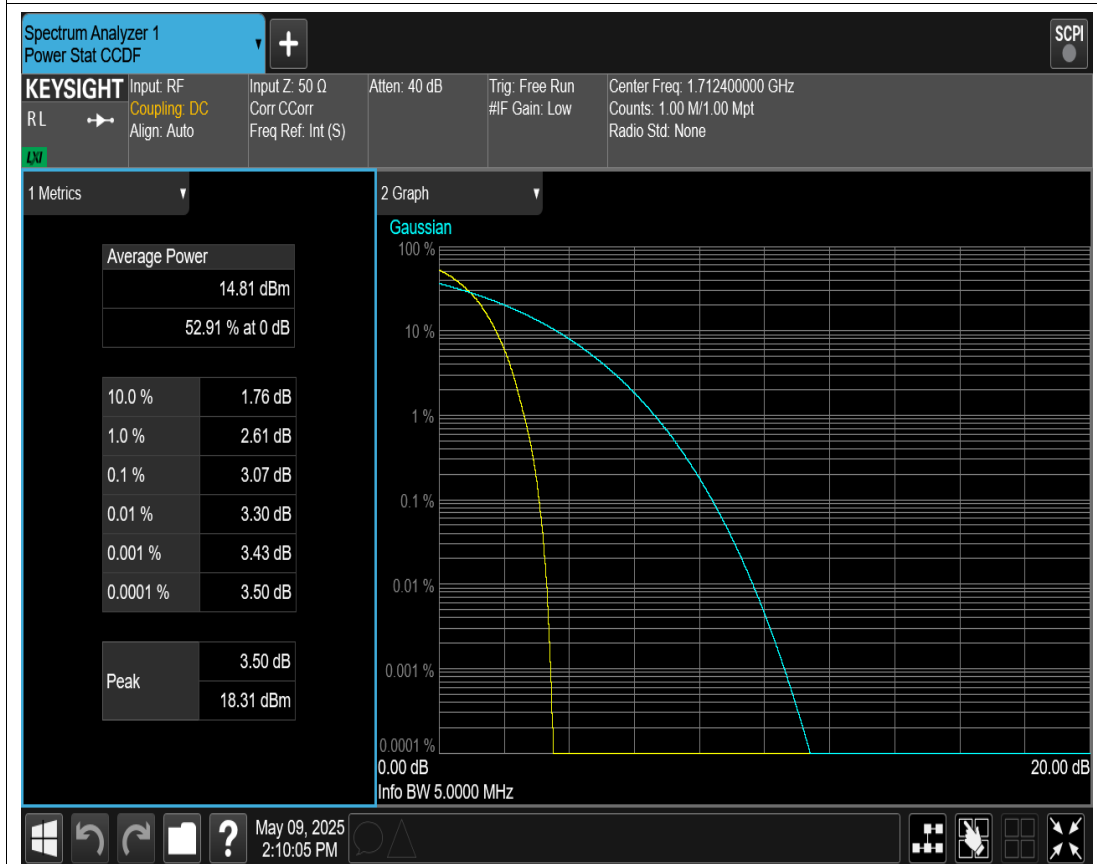 Spectrum Analyzer 1
Power Stat CCDF
SCPI
KEYSIGHT
RL
LXI
Input: RF
Coupling: DC
Align: Auto
Input Z: 50 Ω
Corr CCorr
Freq Ref: Int (S)
Atten: 40 dB
Trig: Free Run
#IF Gain: Low
Center Freq: 1.712400000 GHz
Counts: 1.00 M/1.00 Mpt
Radio Std: None
1 Metrics
Average Power
14.81 dBm
52.91 % at 0 dB
10.0 % 1.76 dB
1.0 % 2.61 dB
0.1 % 3.07 dB
0.01 % 3.30 dB
0.001 % 3.43 dB
0.0001 % 3.50 dB
Peak
3.50 dB
18.31 dBm
2 Graph
Gaussian
100 %
10 %
1 %
0.1 %
0.01 %
0.001 %
0.0001 %
0.00 dB 20.00 dB
Info BW 5.0000 MHz
?
May 09, 2025
2:10:05 PM